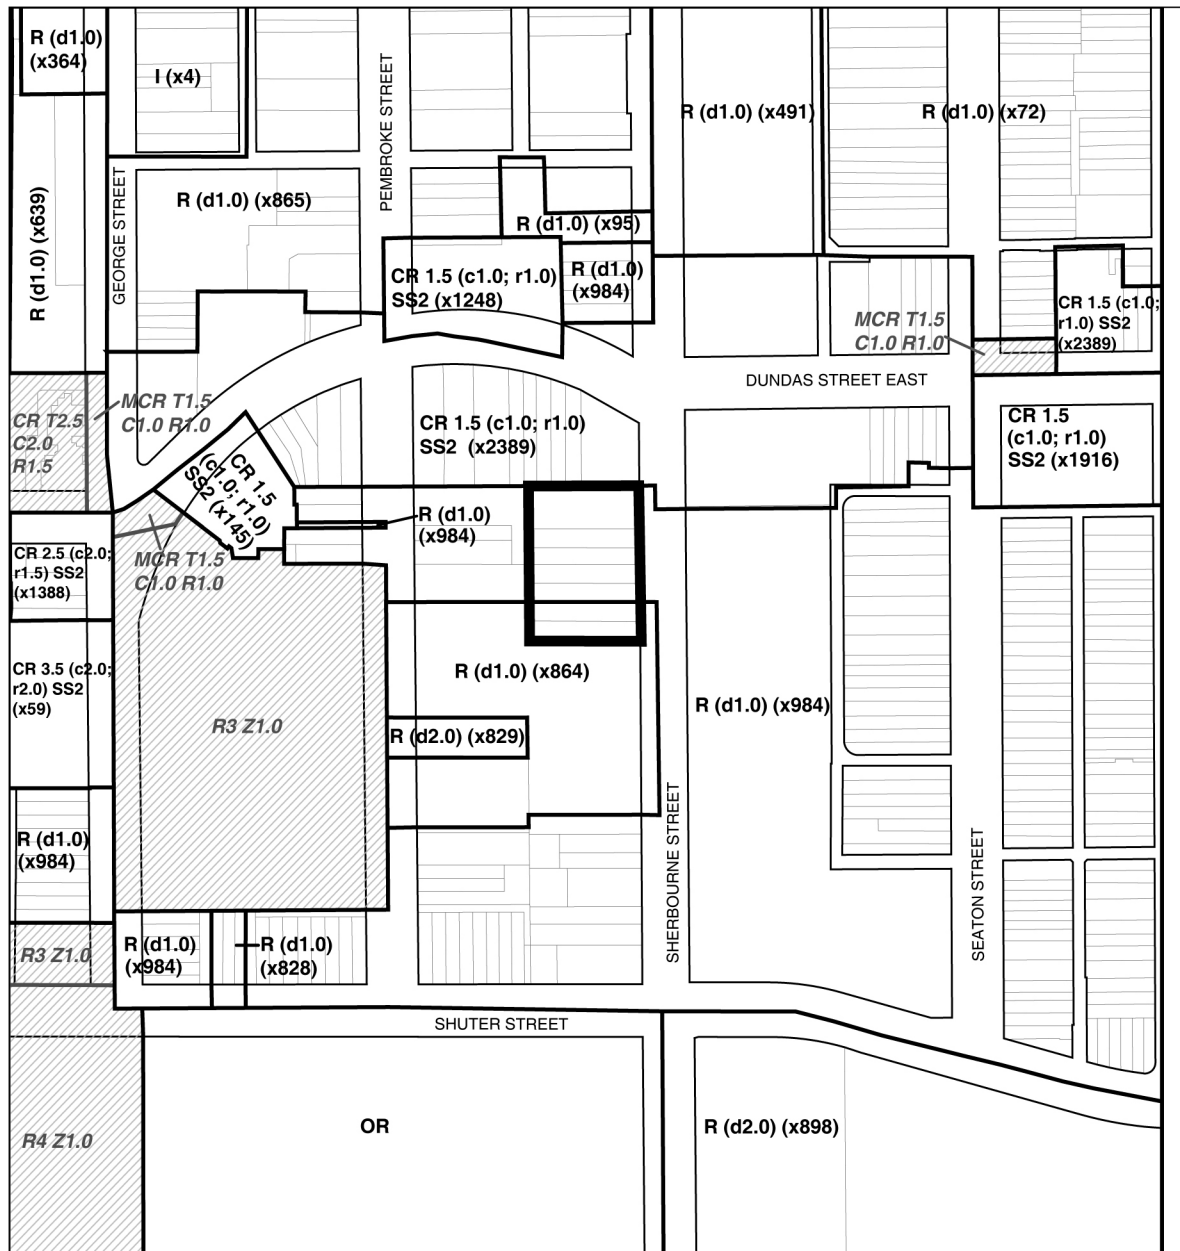 R (d1.0)
(x364)
I (x4)
R (d1.0) (x639)
GEORGE STREET
R (d1.0) (x865)
PEMBROKE STREET
R (d1.0) (x491)
R (d1.0) (x72)
R (d1.0) (x95)
CR 1.5 (c1.0; r1.0)
SS2 (x1248)
R (d1.0)
(x984)
MCR T1.5
C1.0 R1.0
CR 1.5 (c1.0;
r1.0) SS2
(x2389)
DUNDAS STREET EAST
CR T2.5
C2.0
R1.5
MCR T1.5
C1.0 R1.0
CR 1.5 (c1.0; r1.0)
SS2 (x2389)
CR 1.5
(c1.0; r1.0)
SS2 (x1916)
CR 1.5
(c1.0; r1.0)
SS2 (x145)
R (d1.0)
(x984)
CR 2.5 (c2.0;
r1.5) SS2
(x1388)
MCR T1.5
C1.0 R1.0
CR 3.5 (c2.0;
r2.0) SS2
(x59)
R3 Z1.0
R (d1.0) (x864)
R (d2.0) (x829)
R (d1.0) (x984)
R (d1.0)
(x984)
SHERBOURNE STREET
SEATON STREET
R3 Z1.0
R (d1.0)
(x984)
R (d1.0)
(x828)
SHUTER STREET
R4 Z1.0
OR
R (d2.0) (x898)